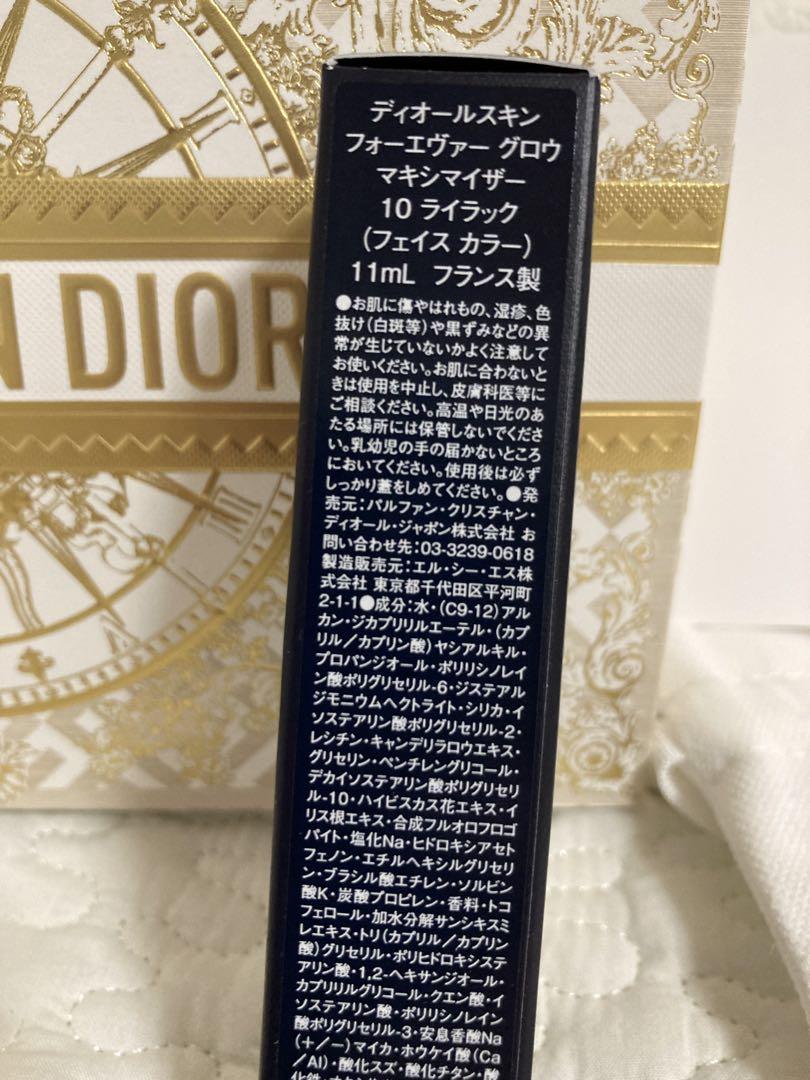 N DIOR
ディオールスキン
フォーエヴァー グロウ
マキシマイザー
10 ライラック
(フェイス カラー)
11mL フランス製
●お肌に傷やはれもの、湿疹、色
抜け(白斑等)や黒ずみなどの異
常が生じていないかよく注意して
お使いください。お肌に合わないと
きは使用を中止し、皮膚科医等に
ご相談ください。高温や日光のあ
たる場所には保管しないでくださ
い。乳幼児の手の届かないところ
においてください。使用後は必ず
しっかり蓋をしめてください。●発
売元:パルファン・クリスチャン・
ディオール・ジャポン株式会社 お
問い合わせ先:03-3239-0618
製造販売元:エル・シー・エス株
式会社 東京都千代田区平河町
2-1-1●成分:水・(C9-12)アル
カン・ジカプリリルエーテル・(カプ
リル/カプリン酸)ヤシアルキル・
プロパンジオール・ポリリシノレイ
ン酸ポリグリセリル-6・ジステアル
ジモニウムヘクトライト・シリカ・イ
ソステアリン酸ポリグリセリル-2・
レシチン・キャンデリラロウエキス・
グリセリン・ペンチレングリコール・
デカイソステアリン酸ポリグリセリ
ル-10・ハイビスカス花エキス・イ
リス根エキス・合成フルオロフロゴ
パイト・塩化Na・ヒドロキシアセト
フェノン・エチルヘキシルグリセリ
ン・ブラシル酸エチレン・ソルビン
酸K・炭酸プロピレン・香料・トコ
フェロール・加水分解サンシキスミ
レエキス・トリ(カプリル/カプリン
酸)グリセリル・ポリヒドロキシステ
アリン酸・1,2-ヘキサンジオール・
カプリリルグリコール・クエン酸・イ
ソステアリン酸・ポリリシノレイン
酸ポリグリセリル-3・安息香酸Na
(+/-)マイカ・ホウケイ酸(Ca
/Al)・酸化スズ・酸化チタン・酸